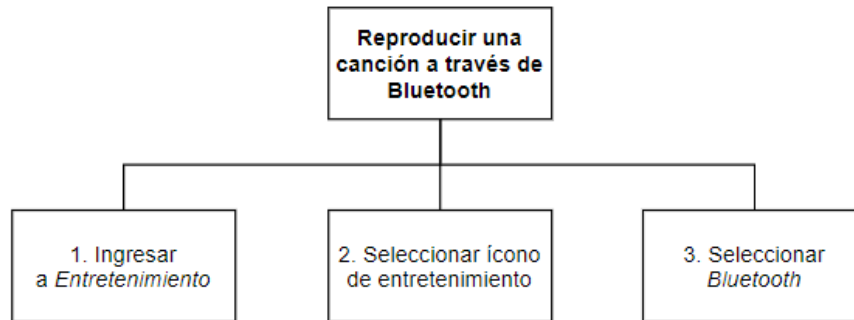 Reproducir una
canción a través de
Bluetooth
1. Ingresar
a Entretenimiento
2. Seleccionar ícono
de entretenimiento
3. Seleccionar
Bluetooth